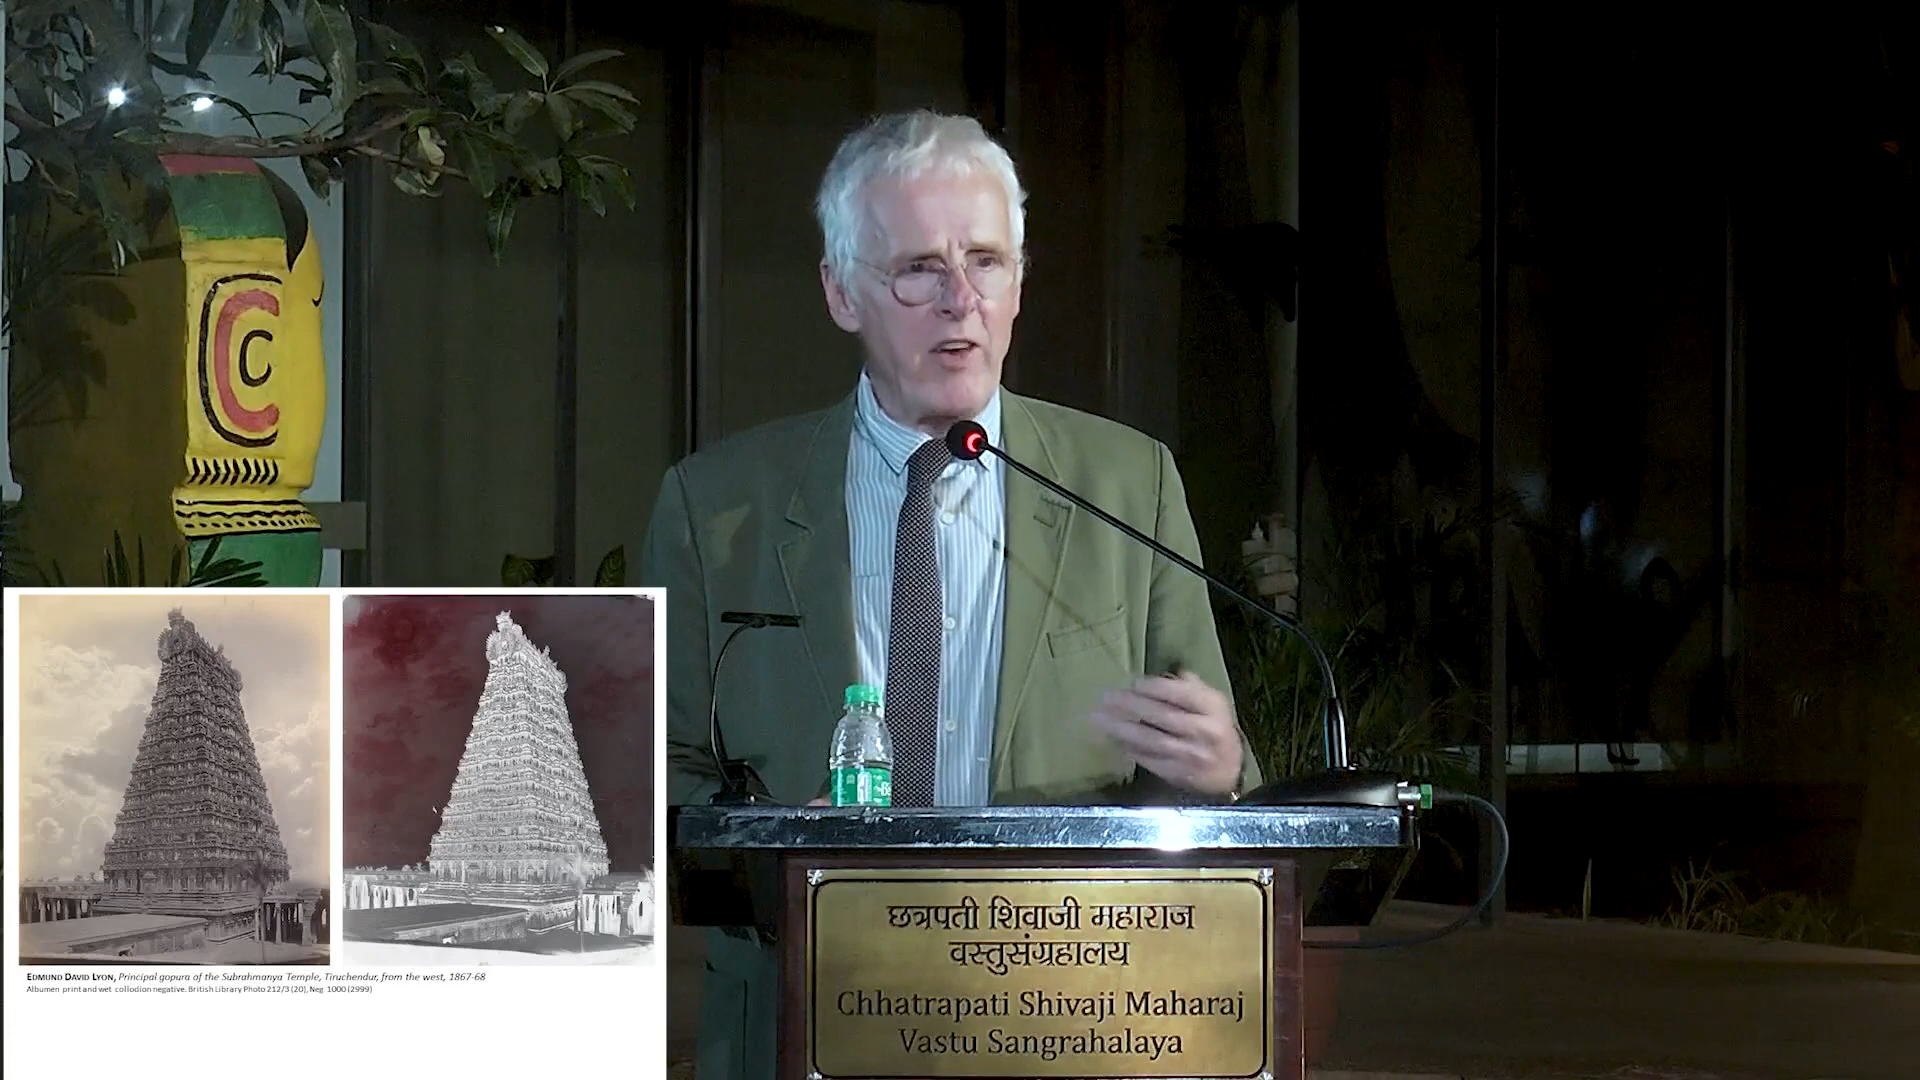 EDMUND DAVID LYON, Principal gopura of the Subrahmanya Temple, Tiruchendur, from the west, 1867-68
Albumen print and wet collodion negative. British Library Photo 212/3 (20), Neg 1000 (2999)
छत्रपती शिवाजी महाराज
वस्तुसंग्रहालय
Chhatrapati Shivaji Maharaj
Vastu Sangrahalaya